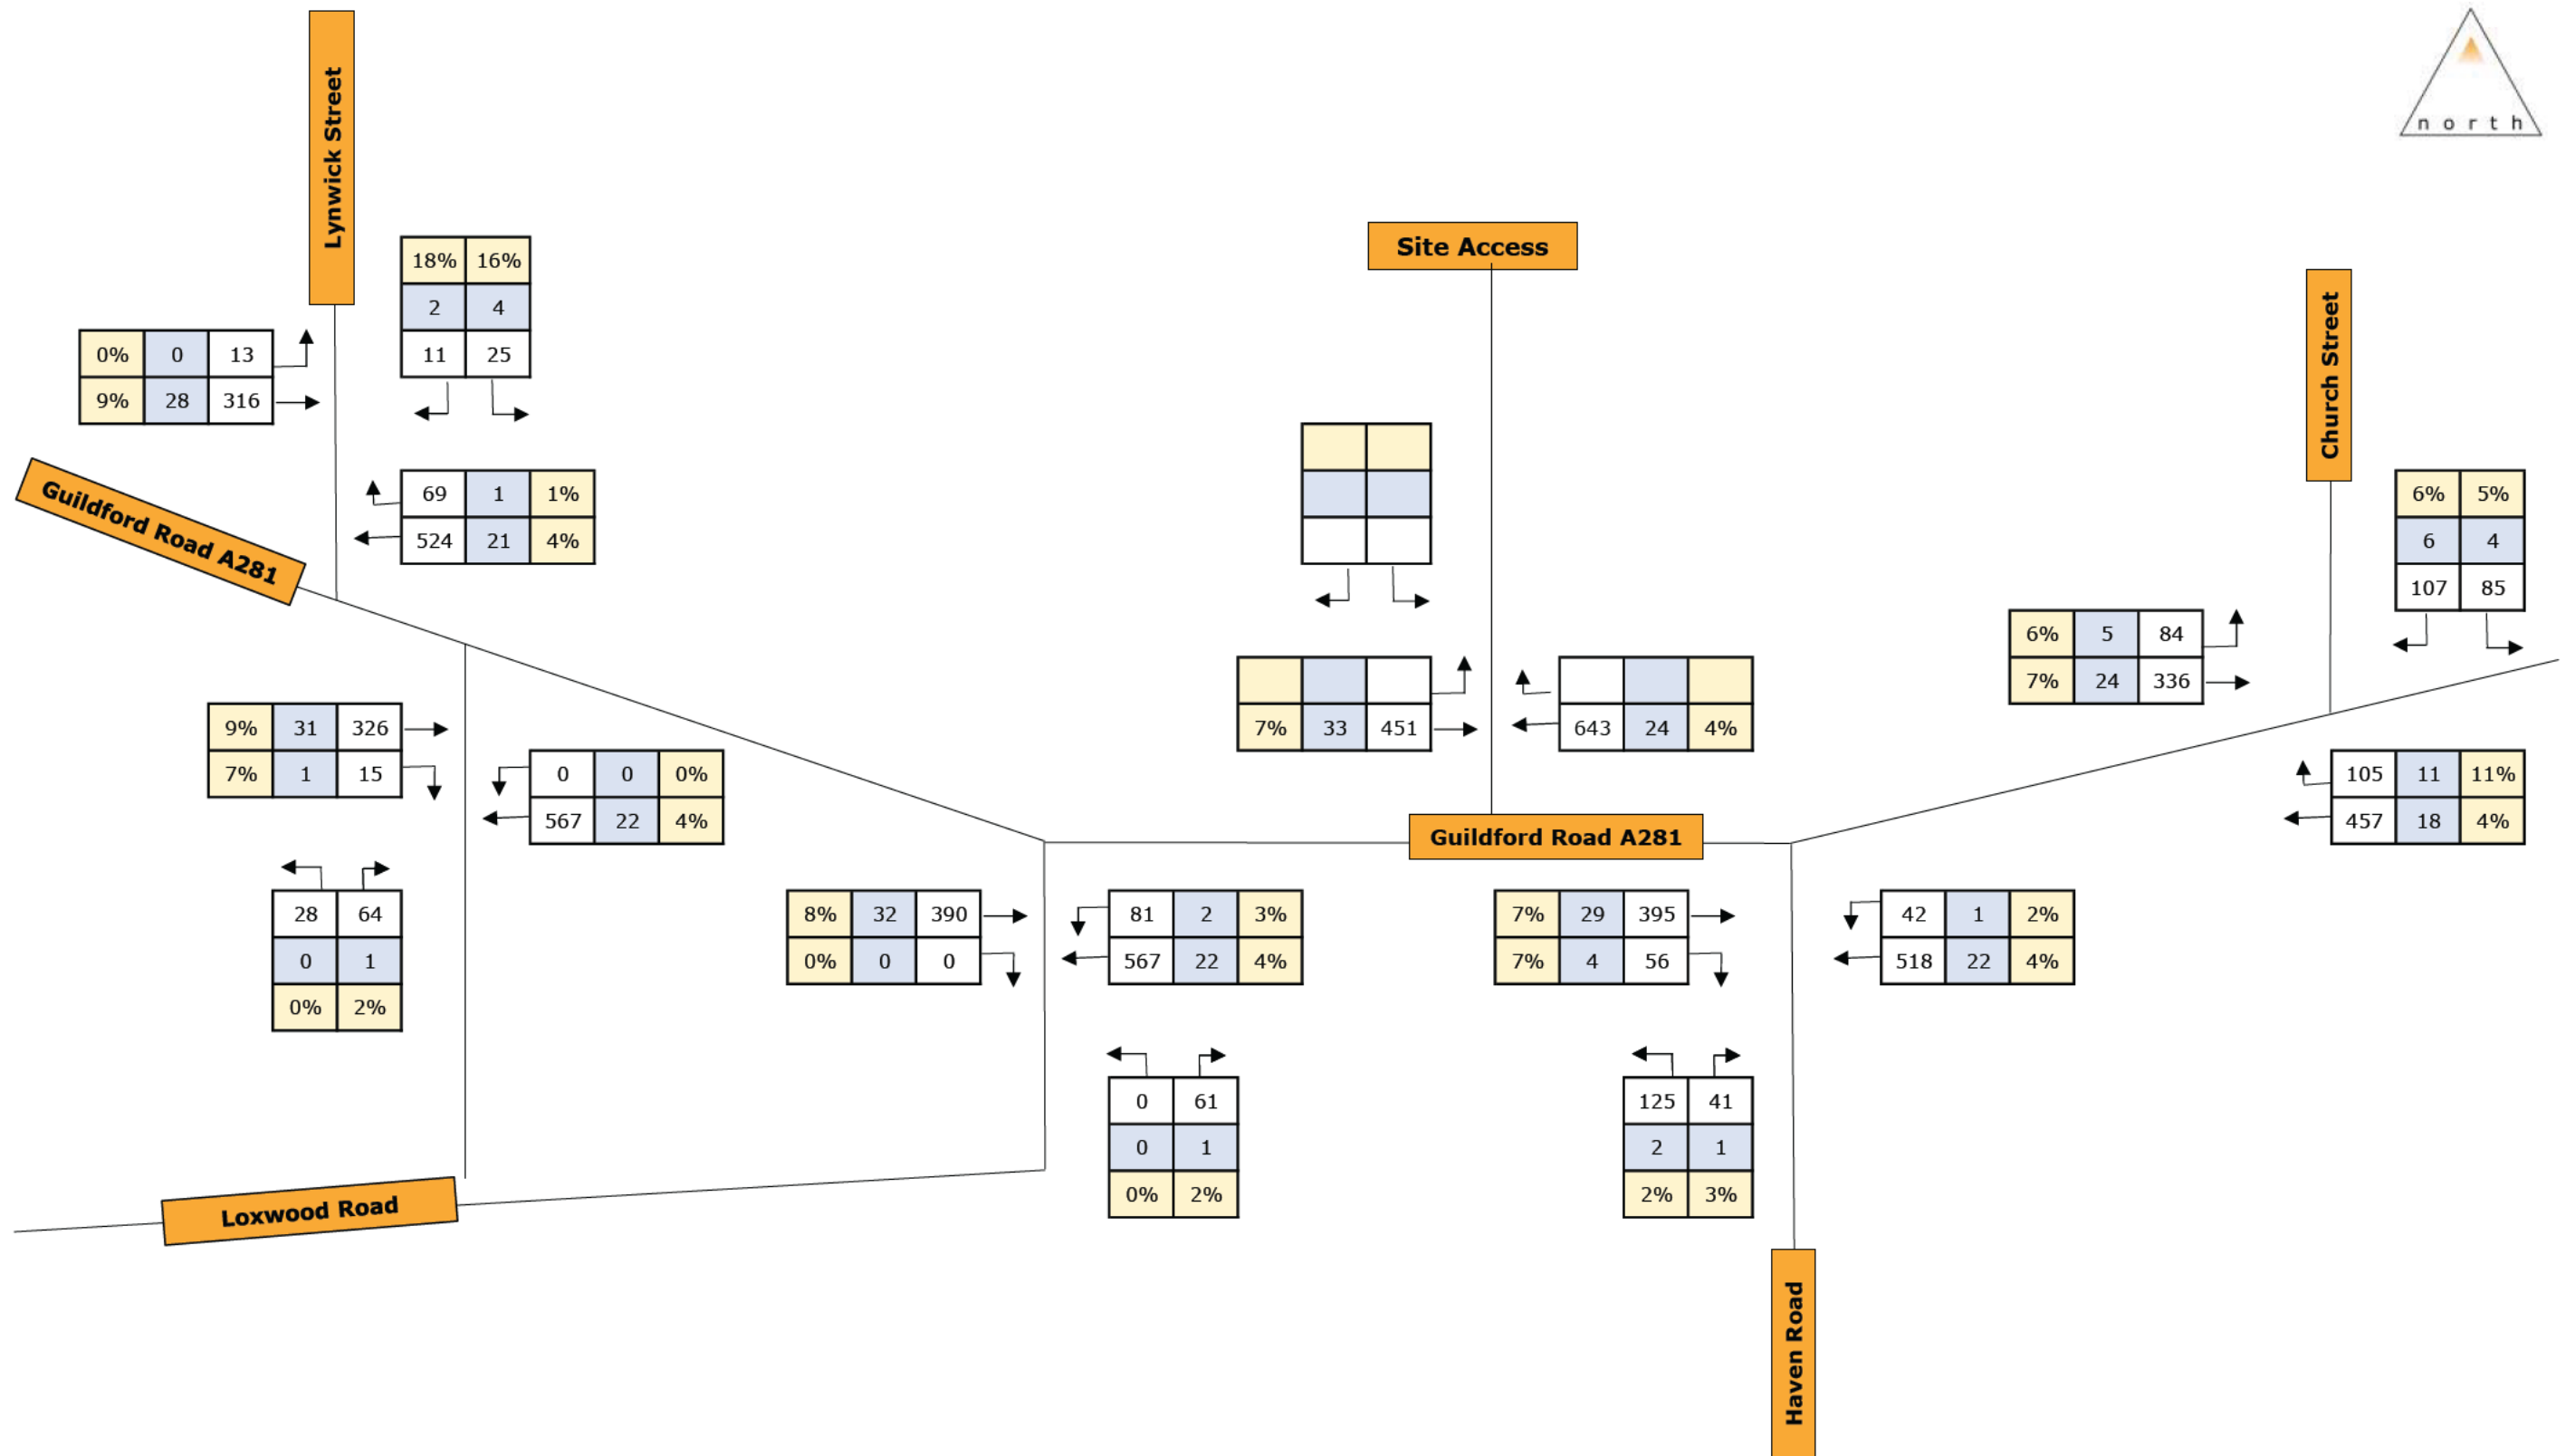 north
Lynwick Street
18% 16%
2 4
11 25
0% 0 13
9% 28 316
69 1 1%
524 21 4%
Guildford Road A281
Site Access
Church Street
6% 5%
6 4
107 85
6% 5 84
7% 24 336
7% 33 451
643 24 4%
9% 31 326
7% 1 15
0 0 0%
567 22 4%
105 11 11%
457 18 4%
Guildford Road A281
28 64
0 1
0% 2%
8% 32 390
0% 0 0
81 2 3%
567 22 4%
7% 29 395
7% 4 56
42 1 2%
518 22 4%
0 61
0 1
0% 2%
125 41
2 1
2% 3%
Loxwood Road
Haven Road